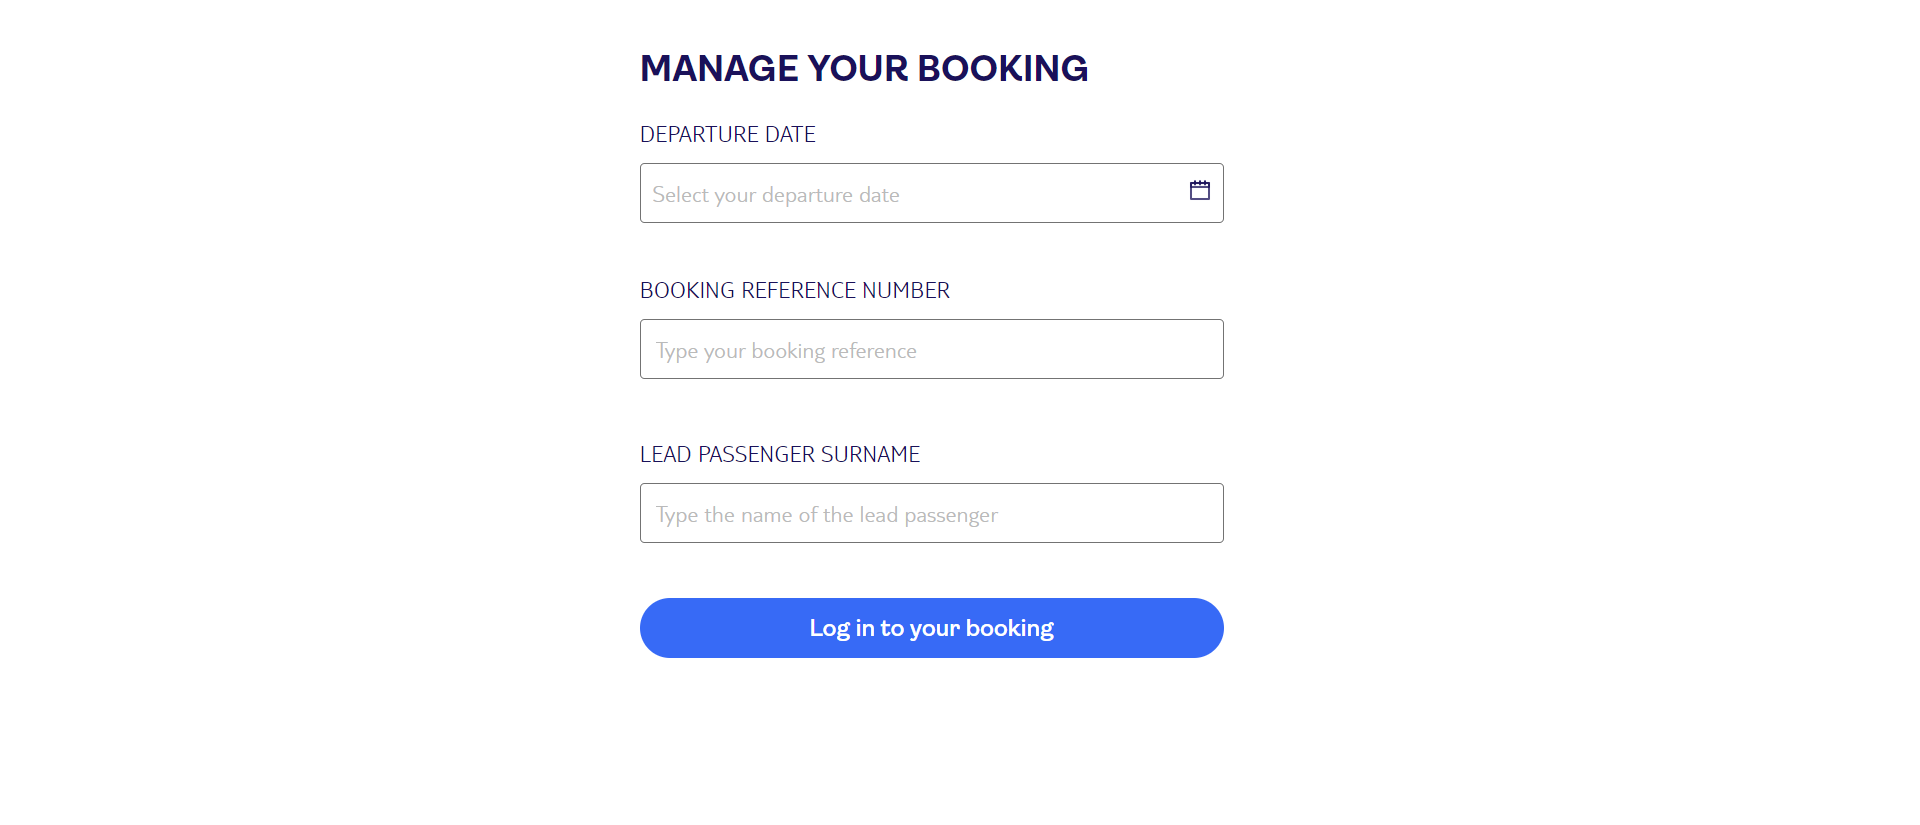 MANAGE YOUR BOOKING
DEPARTURE DATE
Select your departure date
BOOKING REFERENCE NUMBER
Type your booking reference
LEAD PASSENGER SURNAME
Type the name of the lead passenger
Log in to your booking